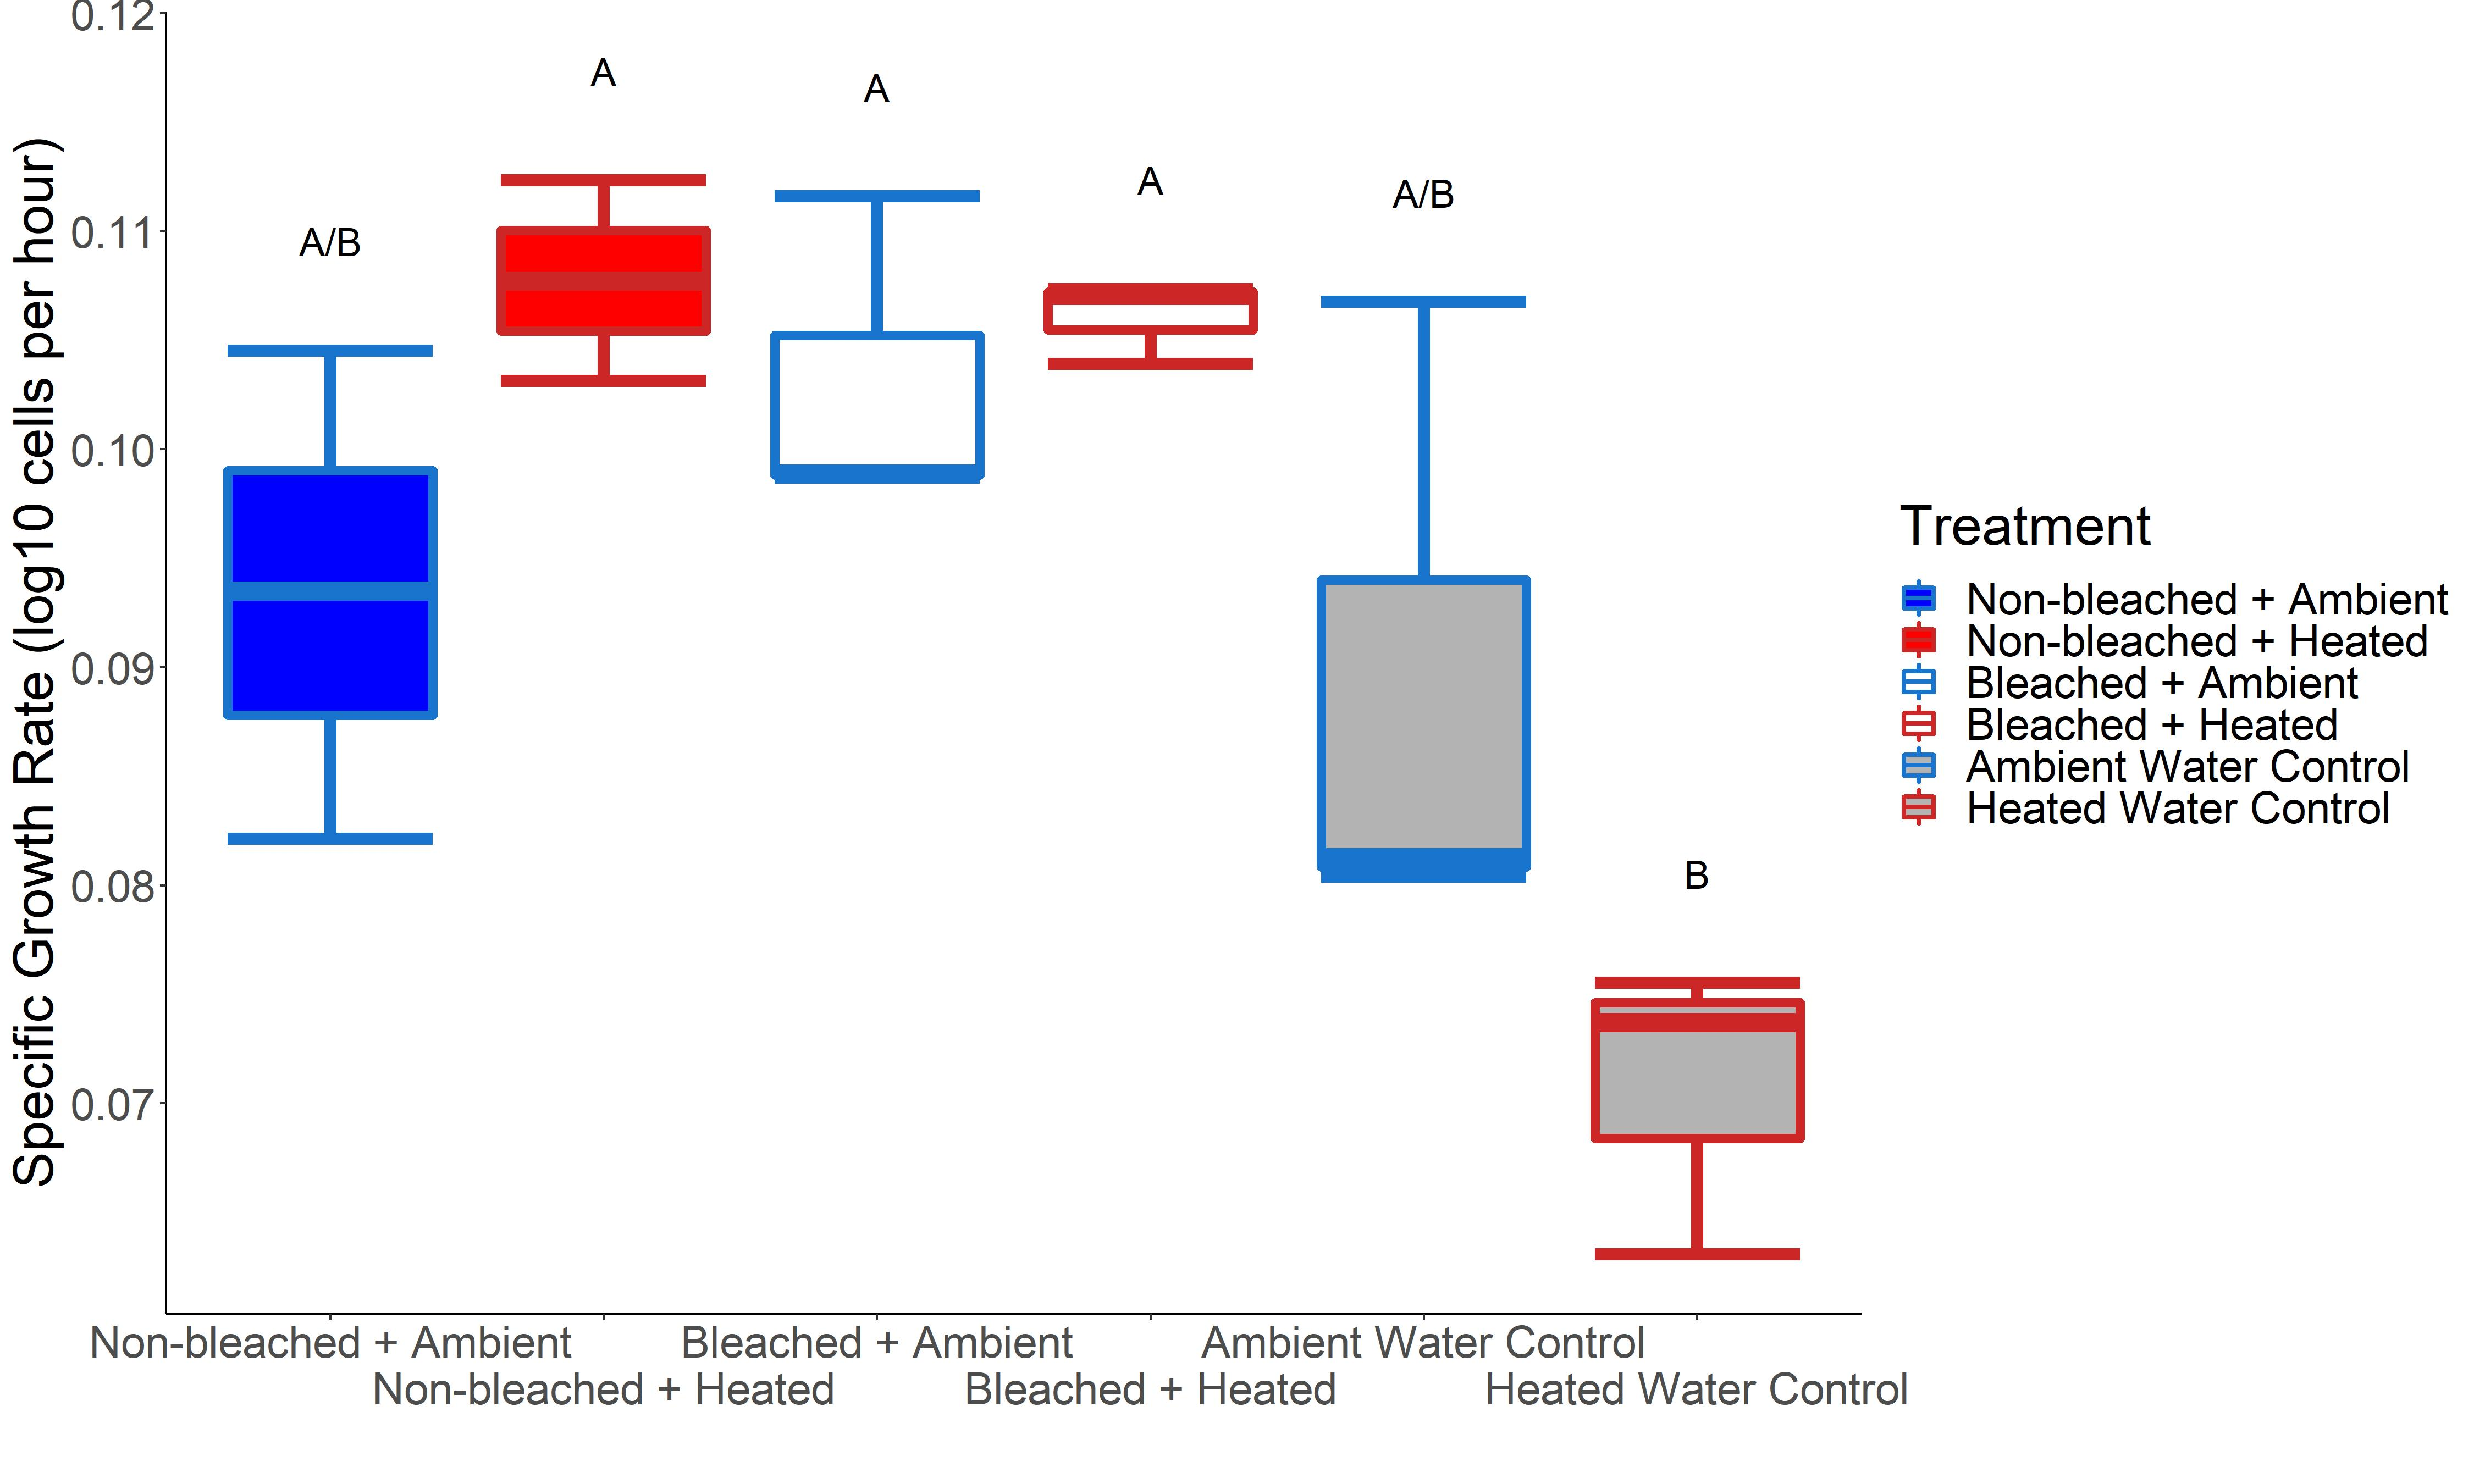 Specific Growth Rate (log10 cells per hour)
0.12
0.11
0.10
0.09
0.08
0.07
A/B
A
A
A
A/B
B
Non-bleached + Ambient
Non-bleached + Heated
Bleached + Ambient
Bleached + Heated
Ambient Water Control
Heated Water Control
Treatment
Non-bleached + Ambient
Non-bleached + Heated
Bleached + Ambient
Bleached + Heated
Ambient Water Control
Heated Water Control